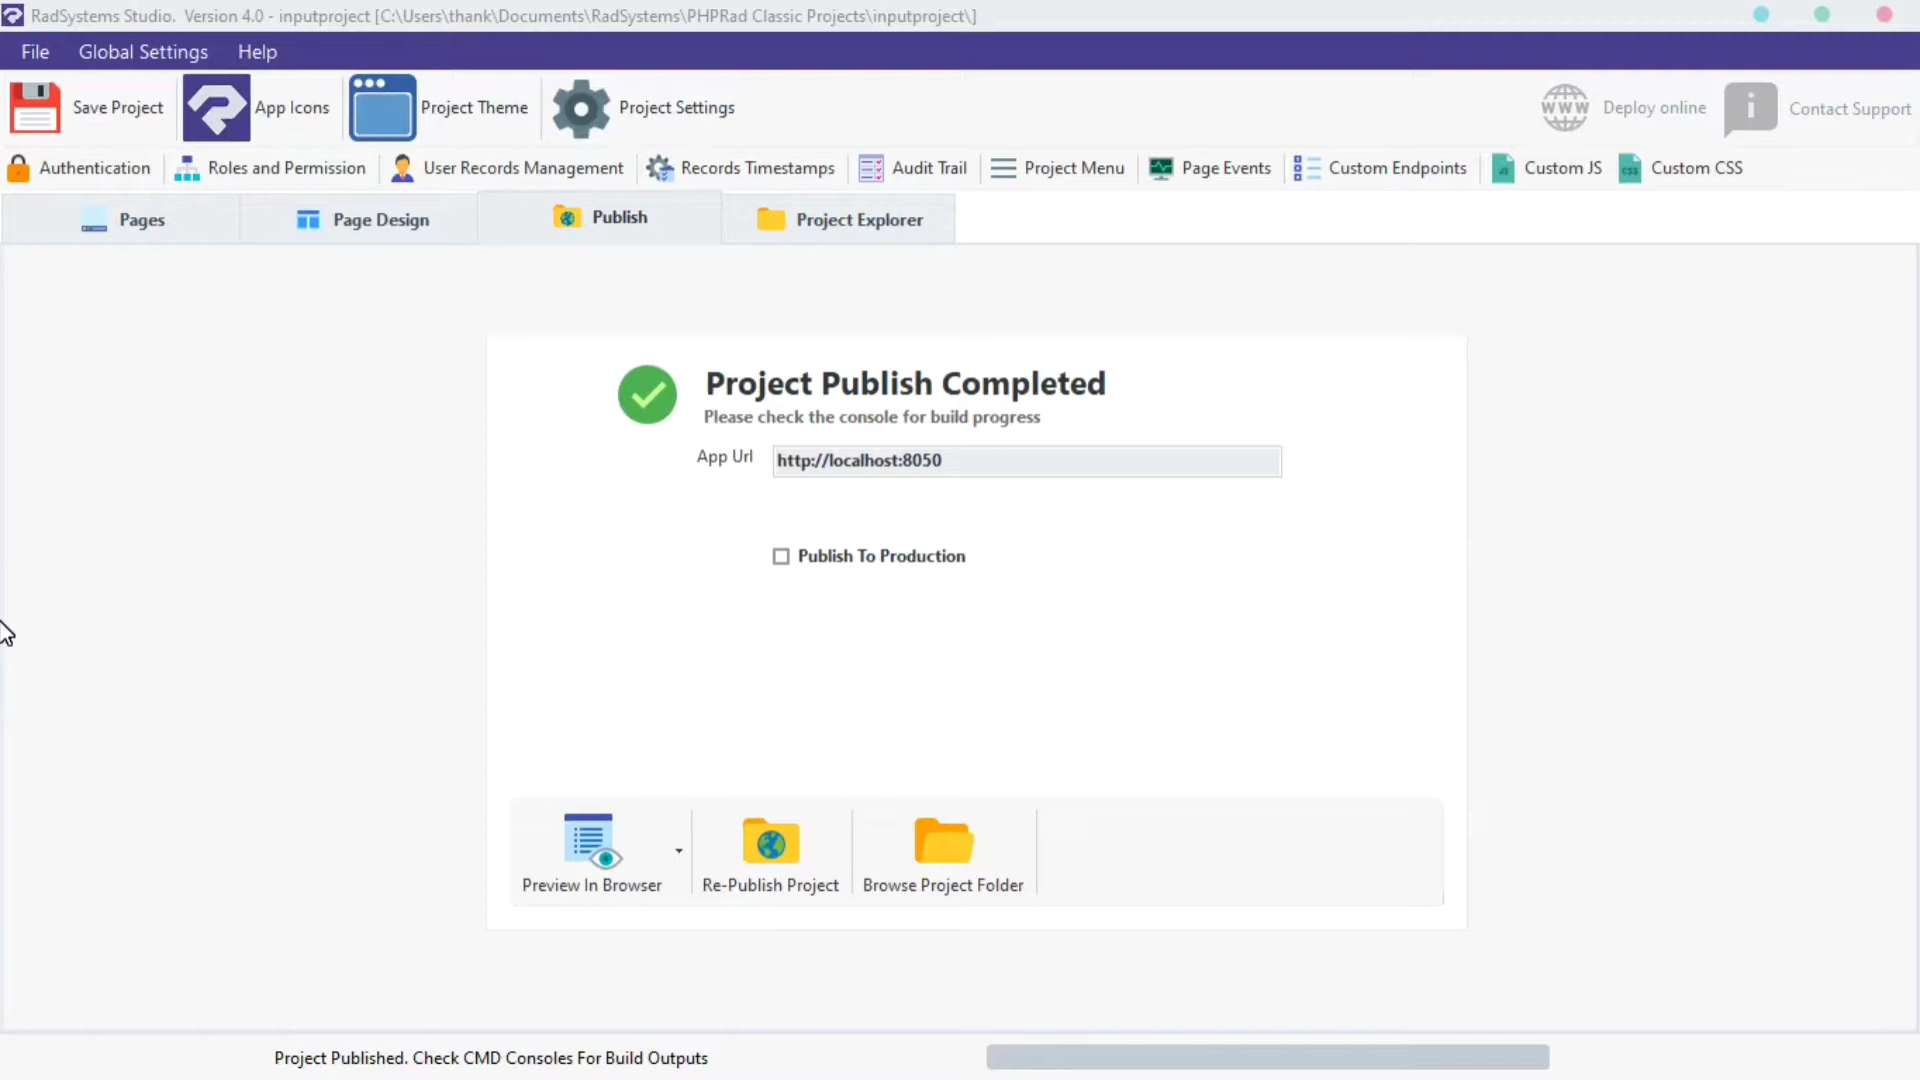 RadSystems Studio. Version 4.0 - inputproject [C:\Users\thank\Documents\RadSystems\PHPRad Classic Projects\inputproject\]
File Global Settings Help
Save Project App Icons Project Theme Project Settings WWW Deploy online Contact Support
Authentication Roles and Permission User Records Management Records Timestamps Audit Trail Project Menu Page Events Custom Endpoints Custom JS Custom CSS
Pages Page Design Publish Project Explorer
Project Publish Completed
Please check the console for build progress
App Url http://localhost:8050
Publish To Production
Preview In Browser Re-Publish Project Browse Project Folder
Project Published. Check CMD Consoles For Build Outputs